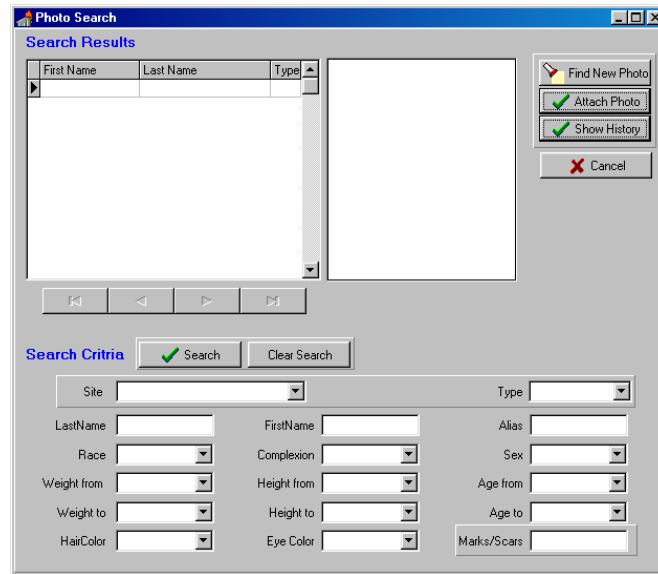 Photo Search
Search Results
First Name Last Name Type
Find New Photo
Attach Photo
Show History
Cancel
Search Critria Search Clear Search
Site Type
LastName FirstName Alias
Race Complexion Sex
Weight from Height from Age from
Weight to Height to Age to
HairColor Eye Color Marks/Scars